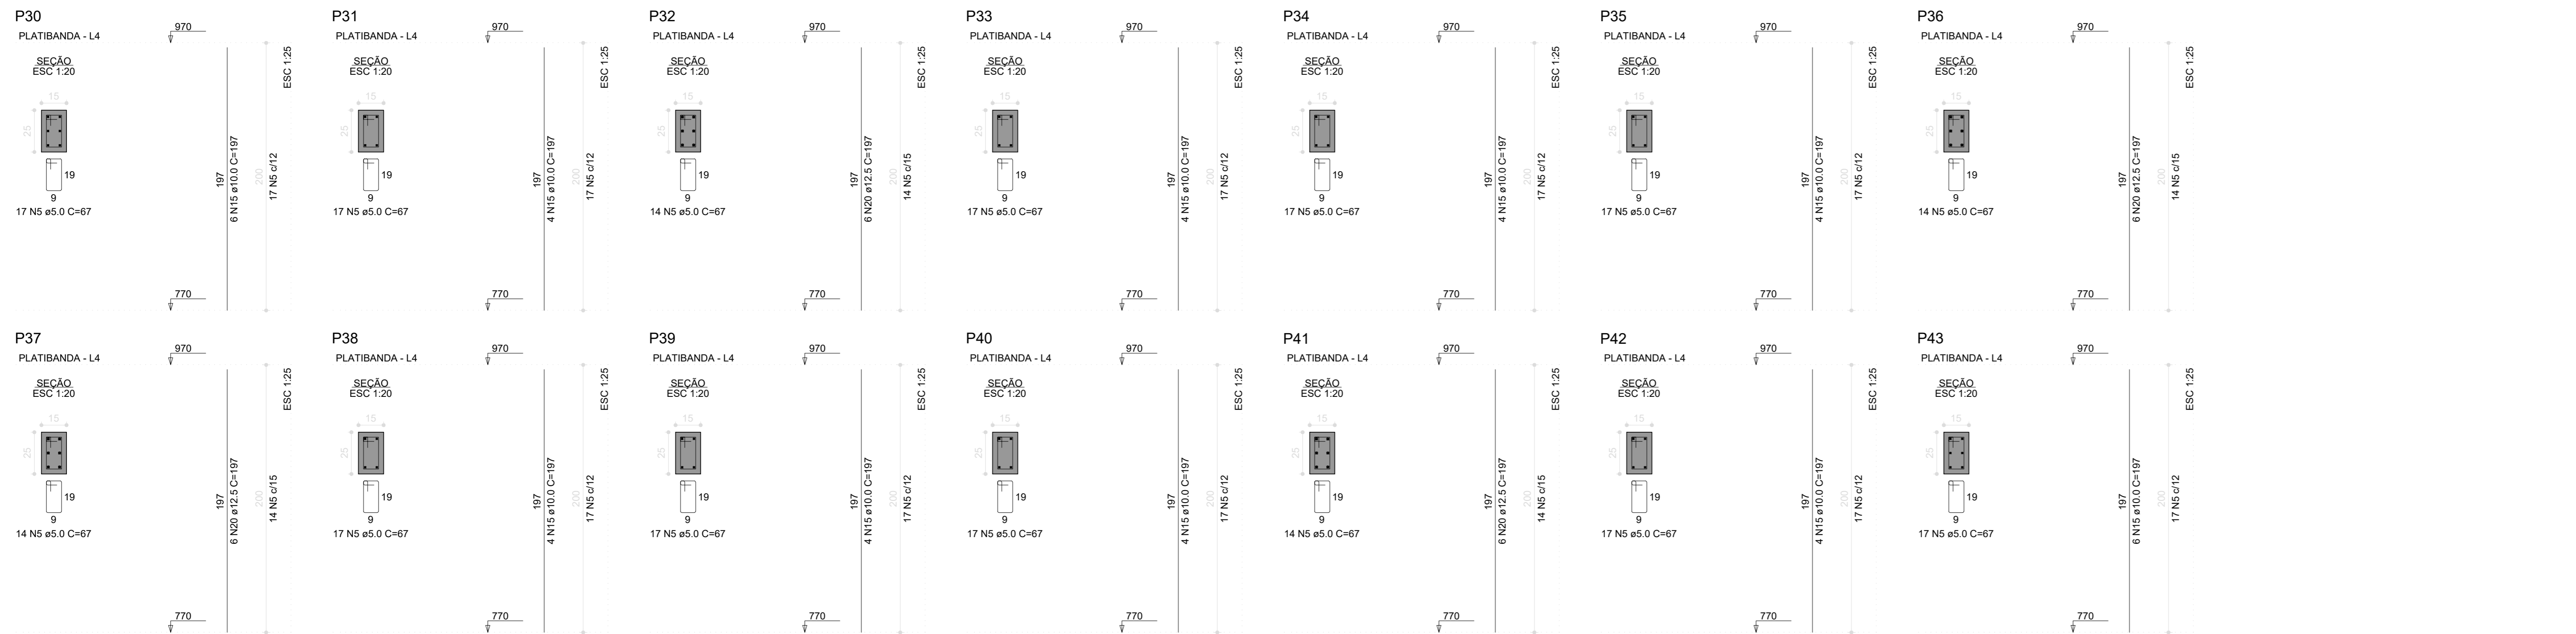 P30
PLATIBANDA - L4
SEÇÃO
ESC 1:20
15
25
19
9
17 N5 ø5.0 C=67
970
770
197
6 N15 ø10.0 C=197
200
17 N5 c/12
ESC 1:25
P31
PLATIBANDA - L4
SEÇÃO
ESC 1:20
15
25
19
9
17 N5 ø5.0 C=67
970
770
197
4 N15 ø10.0 C=197
200
17 N5 c/12
ESC 1:25
P32
PLATIBANDA - L4
SEÇÃO
ESC 1:20
15
25
19
9
14 N5 ø5.0 C=67
970
770
197
6 N20 ø12.5 C=197
200
14 N5 c/15
ESC 1:25
P33
PLATIBANDA - L4
SEÇÃO
ESC 1:20
15
25
19
9
17 N5 ø5.0 C=67
970
770
197
4 N15 ø10.0 C=197
200
17 N5 c/12
ESC 1:25
P34
PLATIBANDA - L4
SEÇÃO
ESC 1:20
15
25
19
9
17 N5 ø5.0 C=67
970
770
197
4 N15 ø10.0 C=197
200
17 N5 c/12
ESC 1:25
P35
PLATIBANDA - L4
SEÇÃO
ESC 1:20
15
25
19
9
17 N5 ø5.0 C=67
970
770
197
4 N15 ø10.0 C=197
200
17 N5 c/12
ESC 1:25
P36
PLATIBANDA - L4
SEÇÃO
ESC 1:20
15
25
19
9
14 N5 ø5.0 C=67
970
770
197
6 N20 ø12.5 C=197
200
14 N5 c/15
ESC 1:25
P37
PLATIBANDA - L4
SEÇÃO
ESC 1:20
15
25
19
9
14 N5 ø5.0 C=67
970
770
197
6 N20 ø12.5 C=197
200
14 N5 c/15
ESC 1:25
P38
PLATIBANDA - L4
SEÇÃO
ESC 1:20
15
25
19
9
17 N5 ø5.0 C=67
970
770
197
4 N15 ø10.0 C=197
200
17 N5 c/12
ESC 1:25
P39
PLATIBANDA - L4
SEÇÃO
ESC 1:20
15
25
19
9
17 N5 ø5.0 C=67
970
770
197
4 N15 ø10.0 C=197
200
17 N5 c/12
ESC 1:25
P40
PLATIBANDA - L4
SEÇÃO
ESC 1:20
15
25
19
9
17 N5 ø5.0 C=67
970
770
197
4 N15 ø10.0 C=197
200
17 N5 c/12
ESC 1:25
P41
PLATIBANDA - L4
SEÇÃO
ESC 1:20
15
25
19
9
14 N5 ø5.0 C=67
970
770
197
6 N20 ø12.5 C=197
200
14 N5 c/15
ESC 1:25
P42
PLATIBANDA - L4
SEÇÃO
ESC 1:20
15
25
19
9
17 N5 ø5.0 C=67
970
770
197
4 N15 ø10.0 C=197
200
17 N5 c/12
ESC 1:25
P43
PLATIBANDA - L4
SEÇÃO
ESC 1:20
15
25
19
9
17 N5 ø5.0 C=67
970
770
197
6 N15 ø10.0 C=197
200
17 N5 c/12
ESC 1:25